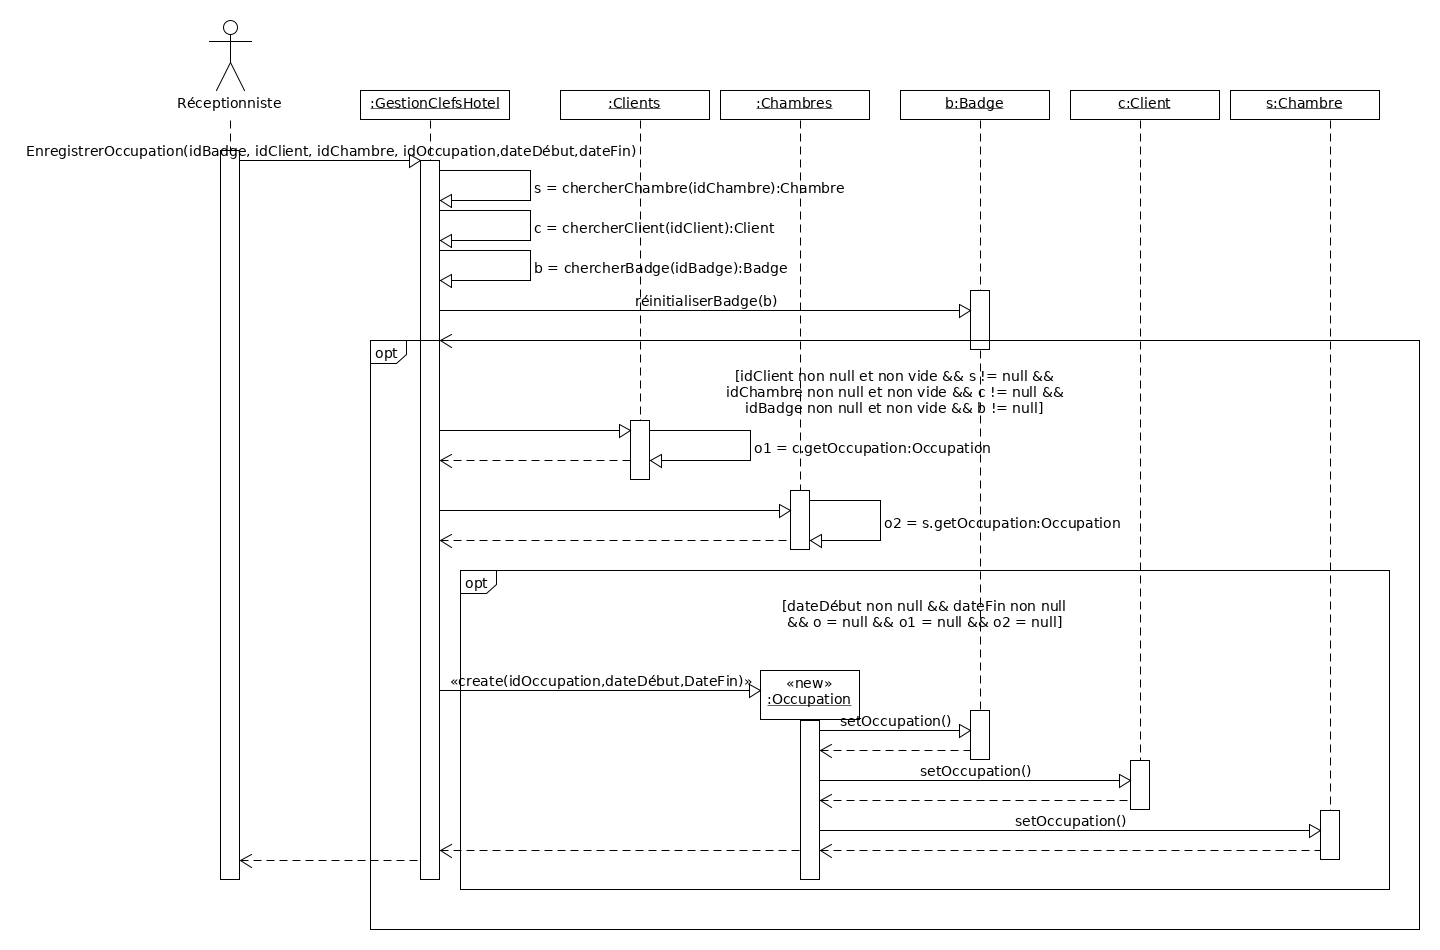 Réceptionniste
:GestionClefsHotel
:Clients
:Chambres
b:Badge
c:Client
s:Chambre
EnregistrerOccupation(idBadge, idClient, idChambre, idOccupation,dateDébut,dateFin)
s = chercherChambre(idChambre):Chambre
c = chercherClient(idClient):Client
b = chercherBadge(idBadge):Badge
réinitialiserBadge(b)
opt
[idClient non null et non vide && s != null &&
idChambre non null et non vide && c != null &&
idBadge non null et non vide && b != null]
o1 = c.getOccupation:Occupation
o2 = s.getOccupation:Occupation
opt
[dateDébut non null && dateFin non null
&& o = null && o1 = null && o2 = null]
«create(idOccupation,dateDébut,DateFin)»
«new»
:Occupation
setOccupation()
setOccupation()
setOccupation()